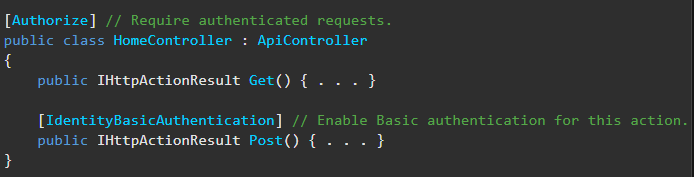 [Authorize] // Require authenticated requests.
public class HomeController : ApiController
{
    public IHttpActionResult Get() { . . . }
    [IdentityBasicAuthentication] // Enable Basic authentication for this action.
    public IHttpActionResult Post() { . . . }
}